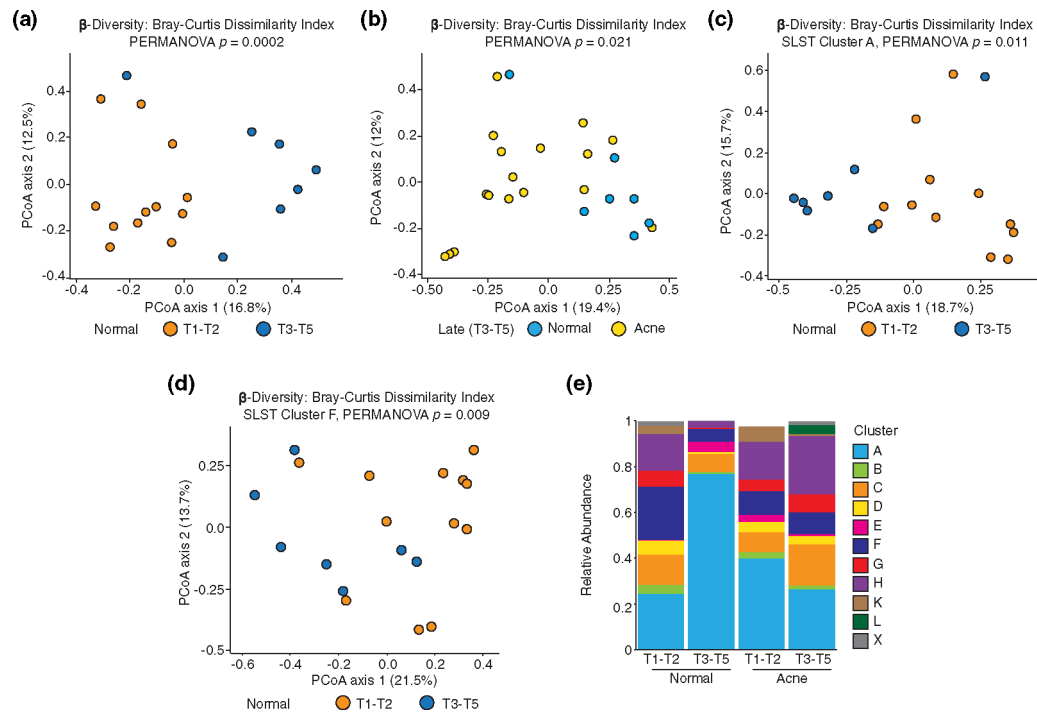 (a)
β-Diversity: Bray-Curtis Dissimilarity Index
PERMANOVA p = 0.0002
PCoA axis 2 (12.5%)
0.4
0.2
0.0
-0.2
-0.4
-0.4 -0.2 0.0 0.2 0.4
PCoA axis 1 (16.8%)
Normal T1-T2 T3-T5
(b)
β-Diversity: Bray-Curtis Dissimilarity Index
PERMANOVA p = 0.021
PCoA axis 2 (12%)
0.4
0.2
0.0
-0.2
-0.4
-0.50 -0.25 0.0 0.25 0.50
PCoA axis 1 (19.4%)
Late (T3-T5) Normal Acne
(c)
β-Diversity: Bray-Curtis Dissimilarity Index
SLST Cluster A, PERMANOVA p = 0.011
PCoA axis 2 (15.7%)
0.6
0.4
0.2
0.0
-0.2
-0.4
-0.50 -0.25 0.0 0.25
PCoA axis 1 (18.7%)
Normal T1-T2 T3-T5
(d)
β-Diversity: Bray-Curtis Dissimilarity Index
SLST Cluster F, PERMANOVA p = 0.009
PCoA axis 2 (13.7%)
0.25
0.0
-0.25
-0.5
-0.6 -0.4 -0.2 0.0 0.2 0.4
PCoA axis 1 (21.5%)
Normal T1-T2 T3-T5
(e)
Relative Abundance
1
0.8
0.6
0.4
0.2
0
T1-T2 T3-T5 T1-T2 T3-T5
Normal Acne
Cluster
A
B
C
D
E
F
G
H
K
L
X